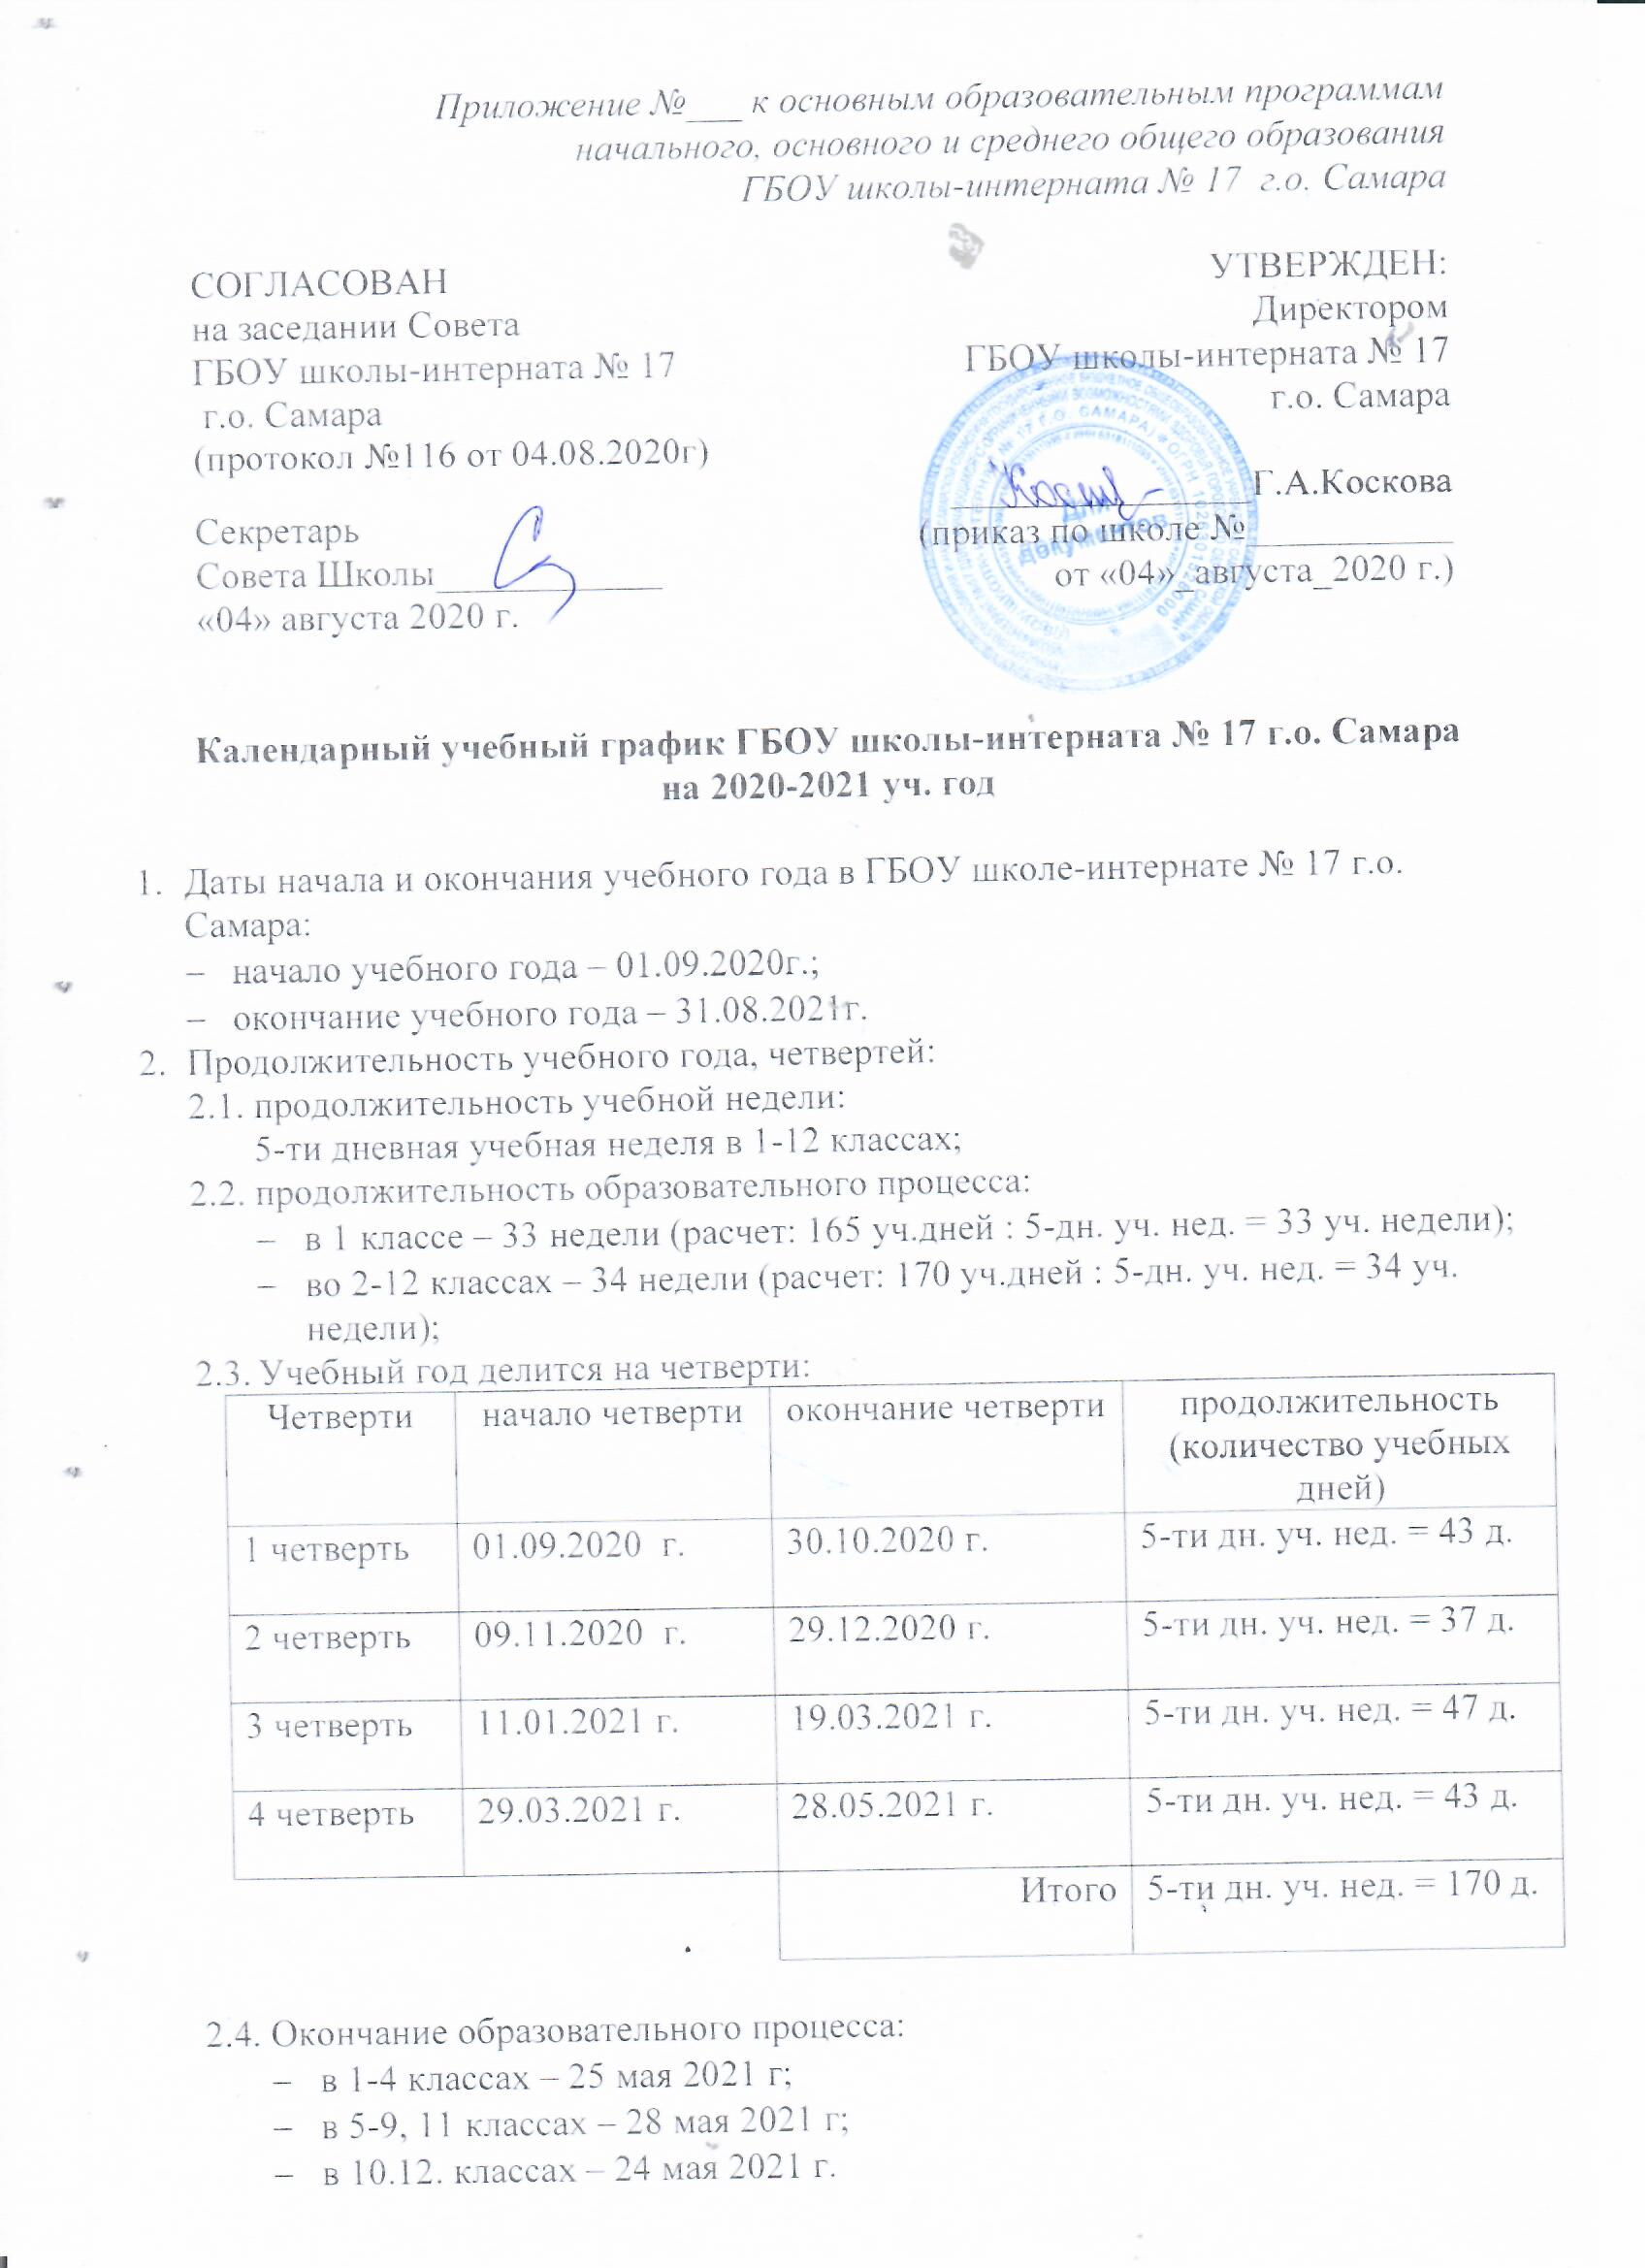 Приложение №___ к основным образовательным программам
начального, основного и среднего общего образования
ГБОУ школы-интерната № 17 г.о. Самара
СОГЛАСОВАН
на заседании Совета
ГБОУ школы-интерната № 17
г.о. Самара
(протокол №116 от 04.08.2020г)
Секретарь
Совета Школы____________
«04» августа 2020 г.
УТВЕРЖДЕН:
Директором
ГБОУ школы-интерната № 17
г.о. Самара
________________Г.А.Коскова
(приказ по школе №___________
от «04»_августа_2020 г.)
Для
документов
Календарный учебный график ГБОУ школы-интерната № 17 г.о. Самара
на 2020-2021 уч. год
1. Даты начала и окончания учебного года в ГБОУ школе-интернате № 17 г.о.
Самара:
– начало учебного года – 01.09.2020г.;
– окончание учебного года – 31.08.2021г.
2. Продолжительность учебного года, четвертей:
2.1. продолжительность учебной недели:
5-ти дневная учебная неделя в 1-12 классах;
2.2. продолжительность образовательного процесса:
– в 1 классе – 33 недели (расчет: 165 уч.дней : 5-дн. уч. нед. = 33 уч. недели);
– во 2-12 классах – 34 недели (расчет: 170 уч.дней : 5-дн. уч. нед. = 34 уч.
недели);
2.3. Учебный год делится на четверти:
Четверти начало четверти окончание четверти продолжительность
(количество учебных
дней)
1 четверть 01.09.2020 г. 30.10.2020 г. 5-ти дн. уч. нед. = 43 д.
2 четверть 09.11.2020 г. 29.12.2020 г. 5-ти дн. уч. нед. = 37 д.
3 четверть 11.01.2021 г. 19.03.2021 г. 5-ти дн. уч. нед. = 47 д.
4 четверть 29.03.2021 г. 28.05.2021 г. 5-ти дн. уч. нед. = 43 д.
Итого 5-ти дн. уч. нед. = 170 д.
2.4. Окончание образовательного процесса:
– в 1-4 классах – 25 мая 2021 г;
– в 5-9, 11 классах – 28 мая 2021 г;
– в 10.12. классах – 24 мая 2021 г.